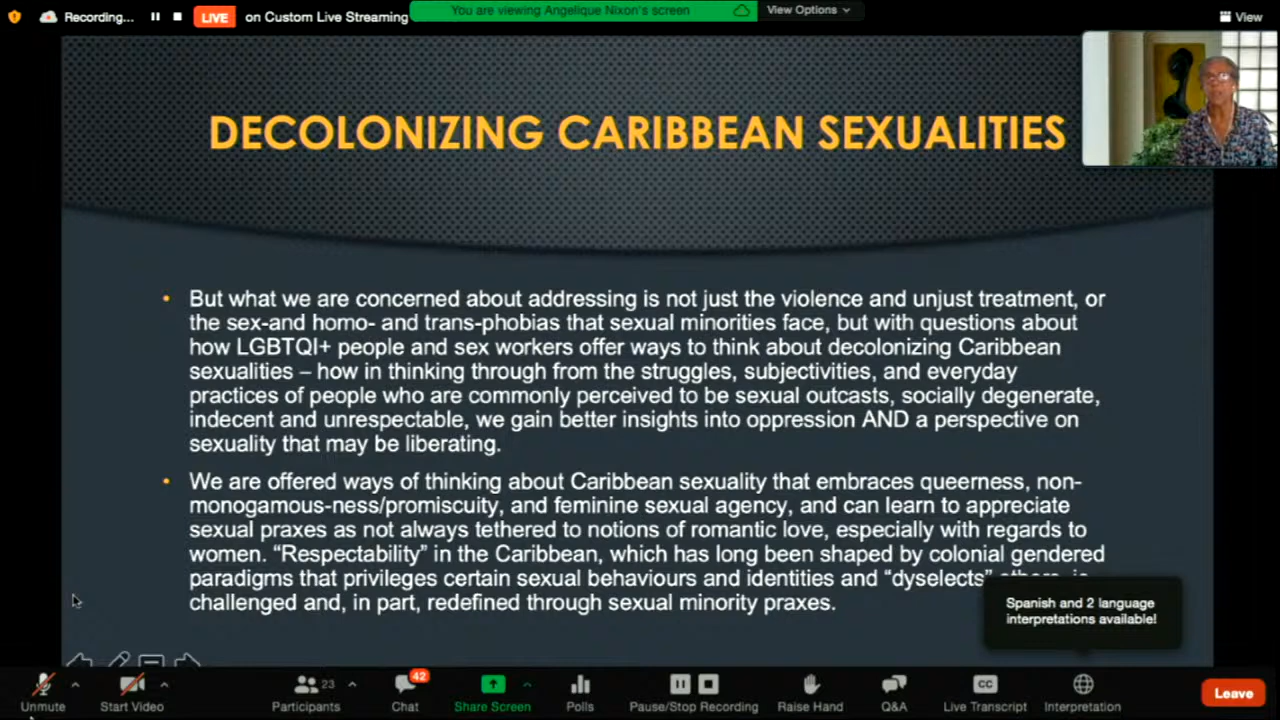 Recording...
LIVE
on Custom Live Streaming
You are viewing Angelique Nixon's screen
View Options
View
DECOLONIZING CARIBBEAN SEXUALITIES
• But what we are concerned about addressing is not just the violence and unjust treatment, or
the sex-and homo- and trans-phobias that sexual minorities face, but with questions about
how LGBTQI+ people and sex workers offer ways to think about decolonizing Caribbean
sexualities – how in thinking through from the struggles, subjectivities, and everyday
practices of people who are commonly perceived to be sexual outcasts, socially degenerate,
indecent and unrespectable, we gain better insights into oppression AND a perspective on
sexuality that may be liberating.
• We are offered ways of thinking about Caribbean sexuality that embraces queerness, non-
monogamous-ness/promiscuity, and feminine sexual agency, and can learn to appreciate
sexual praxes as not always tethered to notions of romantic love, especially with regards to
women. “Respectability” in the Caribbean, which has long been shaped by colonial gendered
paradigms that privileges certain sexual behaviours and identities and “dyselects”
challenged and, in part, redefined through sexual minority praxes.
Spanish and 2 language
interpretations available!
Unmute
Start Video
23
Participants
42
Chat
Share Screen
Polls
Pause/Stop Recording
Raise Hand
Q&A
CC
Live Transcript
Interpretation
Leave